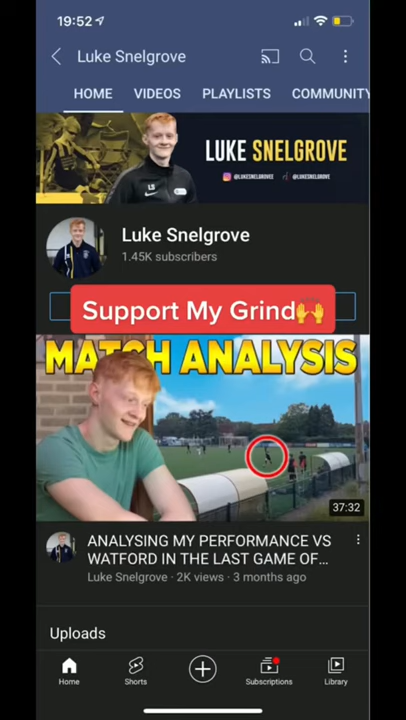 19:52
Luke Snelgrove
HOME VIDEOS PLAYLISTS COMMUNITY
LUKE SNELGROVE
@LUKESNELGROVEE @LUKESNELGROVE
Luke Snelgrove
1.45K subscribers
Support My Grind🙌
MATCH ANALYSIS
37:32
ANALYSING MY PERFORMANCE VS
WATFORD IN THE LAST GAME OF...
Luke Snelgrove · 2K views · 3 months ago
Uploads
Home Shorts Subscriptions Library